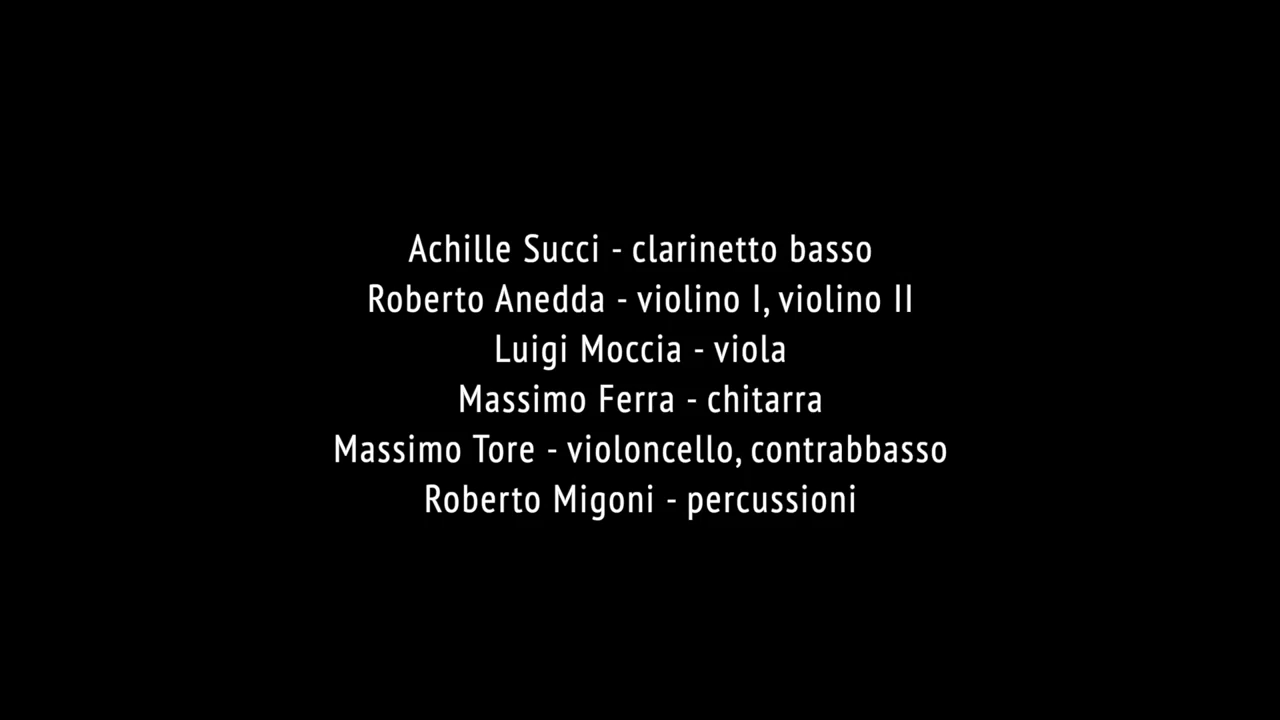 Achille Succi - clarinetto basso
Roberto Anedda - violino I, violino II
Luigi Moccia - viola
Massimo Ferra - chitarra
Massimo Tore - violoncello, contrabbasso
Roberto Migoni - percussioni